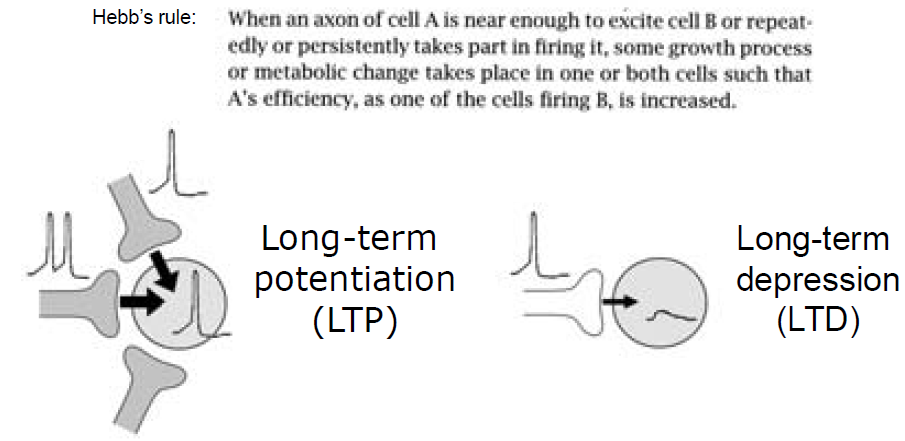 Hebb's rule: When an axon of cell A is near enough to excite cell B or repeat-
edly or persistently takes part in firing it, some growth process
or metabolic change takes place in one or both cells such that
A's efficiency, as one of the cells firing B, is increased.
Long-term
potentiation
(LTP)
Long-term
depression
(LTD)